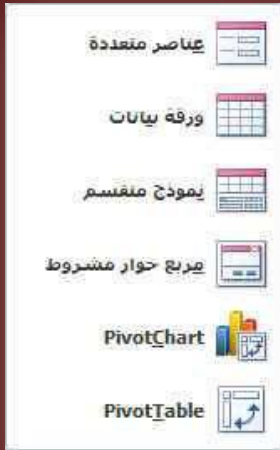 عناصر متعددة
ورقة بيانات
نموذج منقسم
مربع حوار مشروط
PivotChart
PivotTable